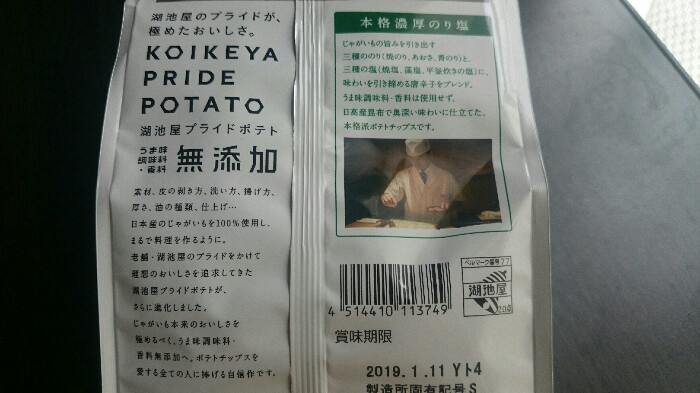 湖池屋のプライドが、
極めたおいしさ。
KOIKEYA
PRIDE
POTATO
湖池屋プライドポテト
うま味
調味料
・香料
無添加
素材、皮の剥き方、洗い方、揚げ方、
厚さ、油の種類、仕上げ…
日本産のじゃがいもを100%使用し、
まるで料理を作るように。
老舗・湖池屋のプライドをかけて
理想のおいしさを追求してきた
湖池屋プライドポテトが、
さらに進化しました。
じゃがいも本来のおいしさを
極めるべく、うま味調味料・
香料無添加へ。ポテトチップスを
愛する全ての人に捧げる自信作です。
本格濃厚のり塩
じゃがいもの旨みを引き出す
三種ののり(焼のり、あおさ、青のり)と、
三種の塩(焼塩、藻塩、平釜炊きの塩)に、
味わいを引き締める唐辛子をブレンド。
うま味調味料・香料は使用せず、
日高産昆布で奥深い味わいに仕立てた、
本格派ポテトチップスです。
4 514410 113749
ベルマーク番号77
湖池屋
賞味期限
2019.1.11 Yト4
製造所固有記号S